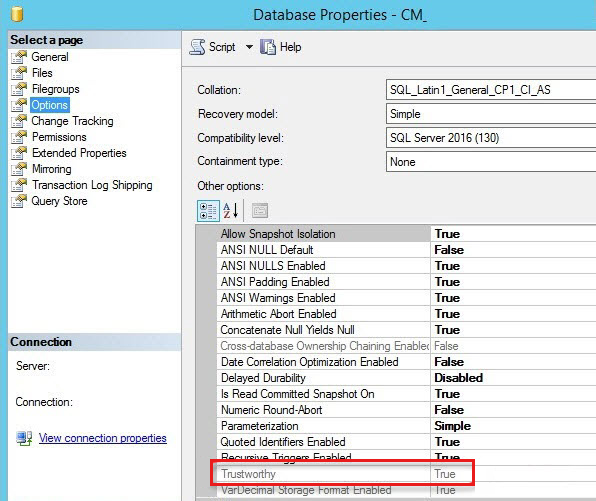 Database Properties - CM_
Select a page
General
Files
Filegroups
Options
Change Tracking
Permissions
Extended Properties
Mirroring
Transaction Log Shipping
Query Store
Connection
Server:
Connection:
View connection properties
Script Help
Collation: SQL_Latin1_General_CP1_CI_AS
Recovery model: Simple
Compatibility level: SQL Server 2016 (130)
Containment type: None
Other options:
Allow Snapshot Isolation True
ANSI NULL Default False
ANSI NULLS Enabled True
ANSI Padding Enabled True
ANSI Warnings Enabled True
Arithmetic Abort Enabled True
Concatenate Null Yields Null True
Cross-database Ownership Chaining Enabled False
Date Correlation Optimization Enabled False
Delayed Durability Disabled
Is Read Committed Snapshot On True
Numeric Round-Abort False
Parameterization Simple
Quoted Identifiers Enabled True
Recursive Triggers Enabled True
Trustworthy True
VarDecimal Storage Format Enabled True